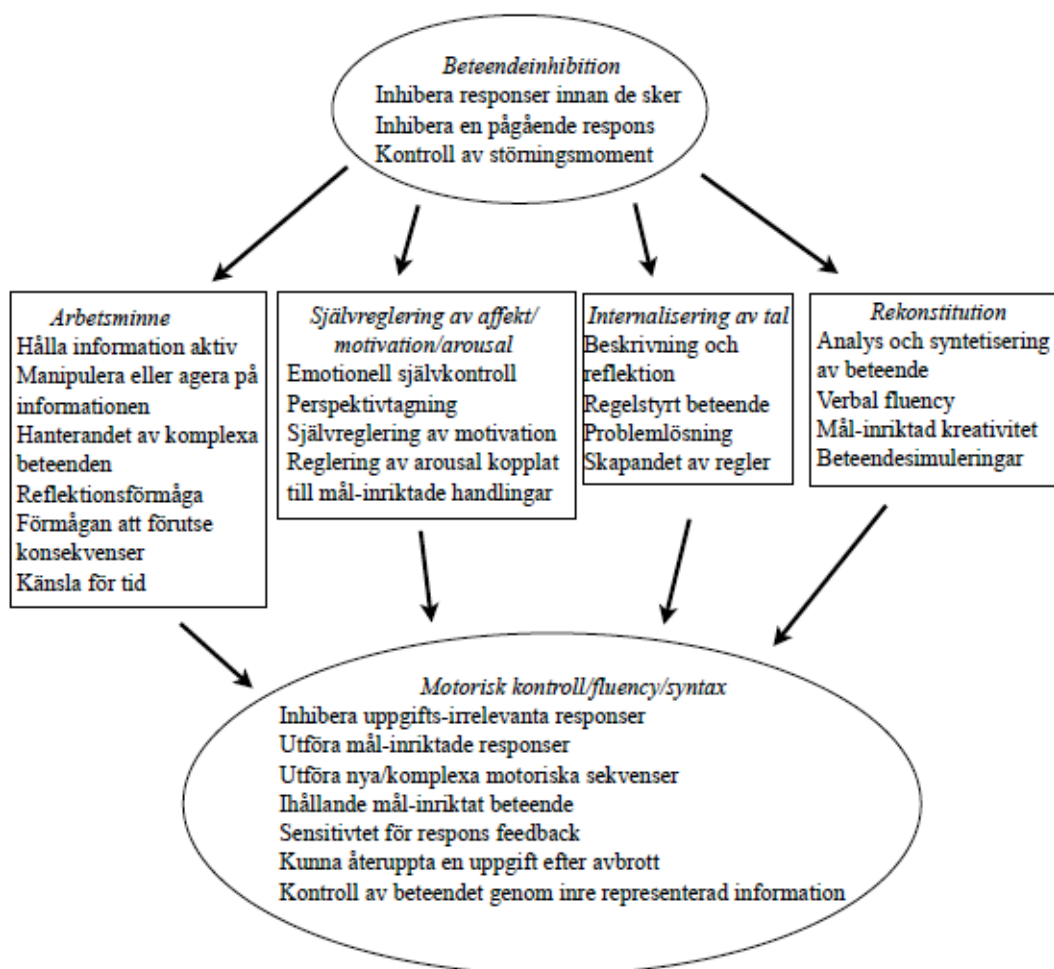 Beteendeinhibition
Inhibera responser innan de sker
Inhibera en pågående respons
Kontroll av störningsmoment
Arbetsminne
Hålla information aktiv
Manipulera eller agera på
informationen
Hanterandet av komplexa
beteenden
Reflektionsförmåga
Förmågan att förutse
konsekvenser
Känsla för tid
Självreglering av affekt/
motivation/arousal
Emotionell självkontroll
Perspektivtagning
Självreglering av motivation
Reglering av arousal kopplat
till mål-inriktade handlingar
Internalisering av tal
Beskrivning och
reflektion
Regelstyrt beteende
Problemlösning
Skapandet av regler
Rekonstitution
Analys och syntetisering
av beteende
Verbal fluency
Mål-inriktad kreativitet
Beteendesimuleringar
Motorisk kontroll/fluency/syntax
Inhibera uppgifts-irrelevanta responser
Utföra mål-inriktade responser
Utföra nya/komplexa motoriska sekvenser
Ihållande mål-inriktat beteende
Sensitivtet för respons feedback
Kunna återuppta en uppgift efter avbrott
Kontroll av beteendet genom inre representerad information